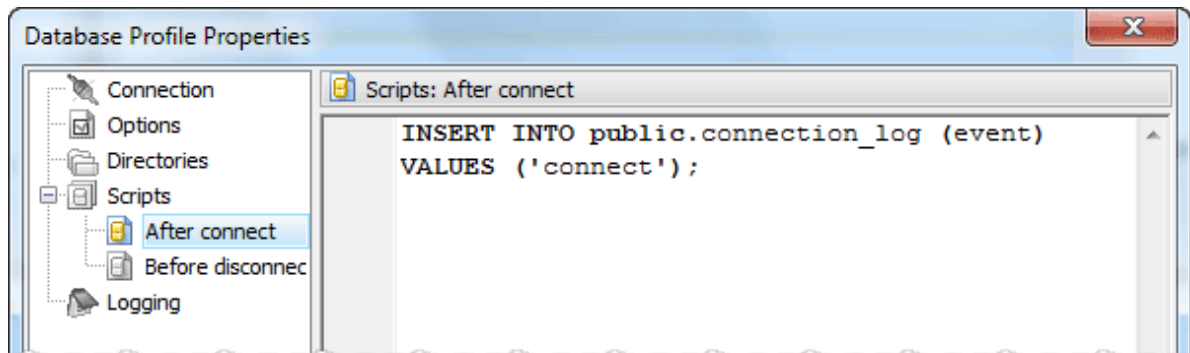 Database Profile Properties
X
Connection
Options
Directories
Scripts
After connect
Before disconnec
Logging
Scripts: After connect
INSERT INTO public.connection_log (event)
VALUES ('connect');